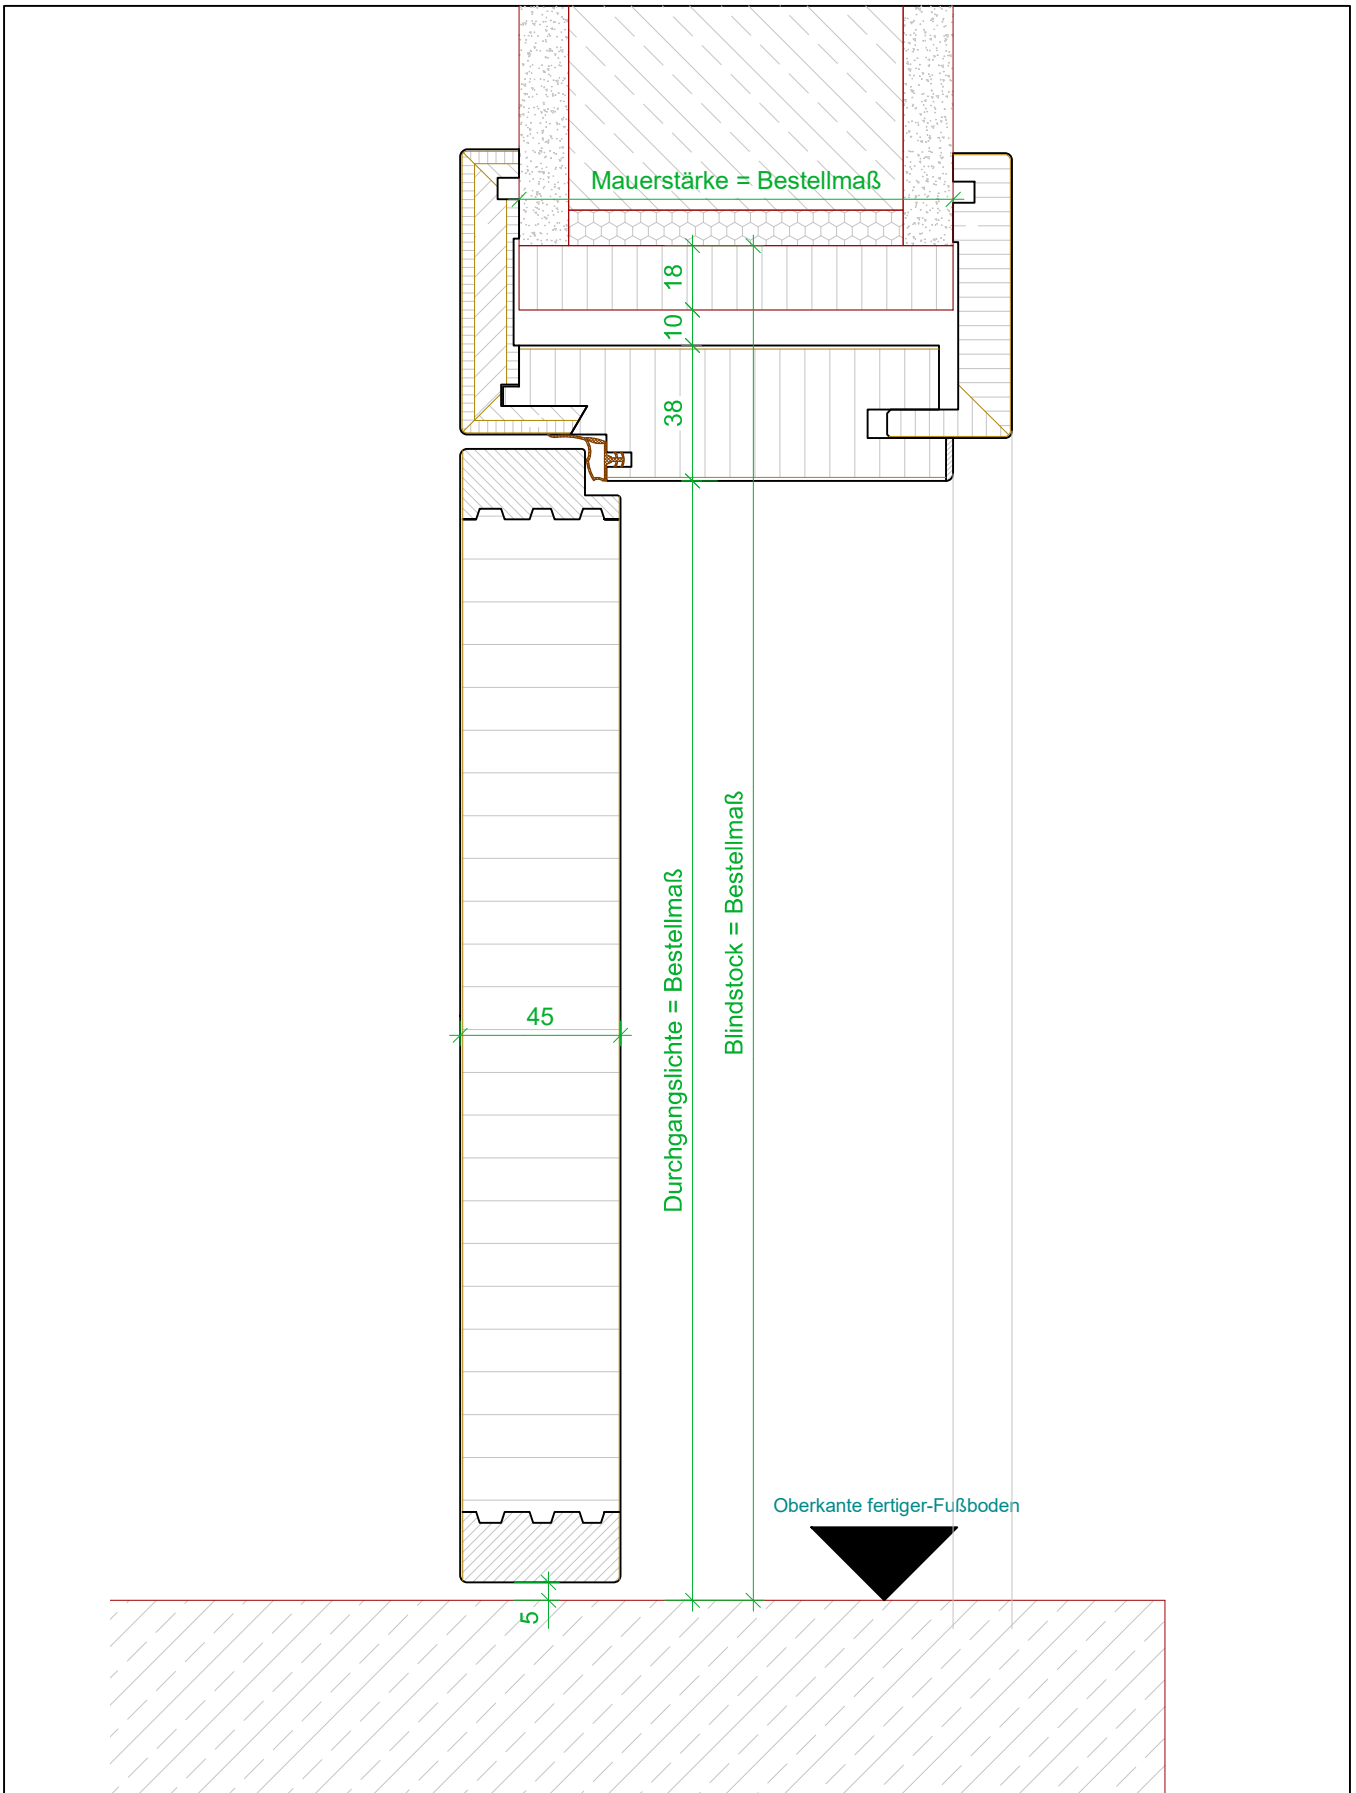 Mauerstärke = Bestellmaß
18
10
38
Durchgangslichte = Bestellmaß
Blindstock = Bestellmaß
45
Oberkante fertiger-Fußboden
5